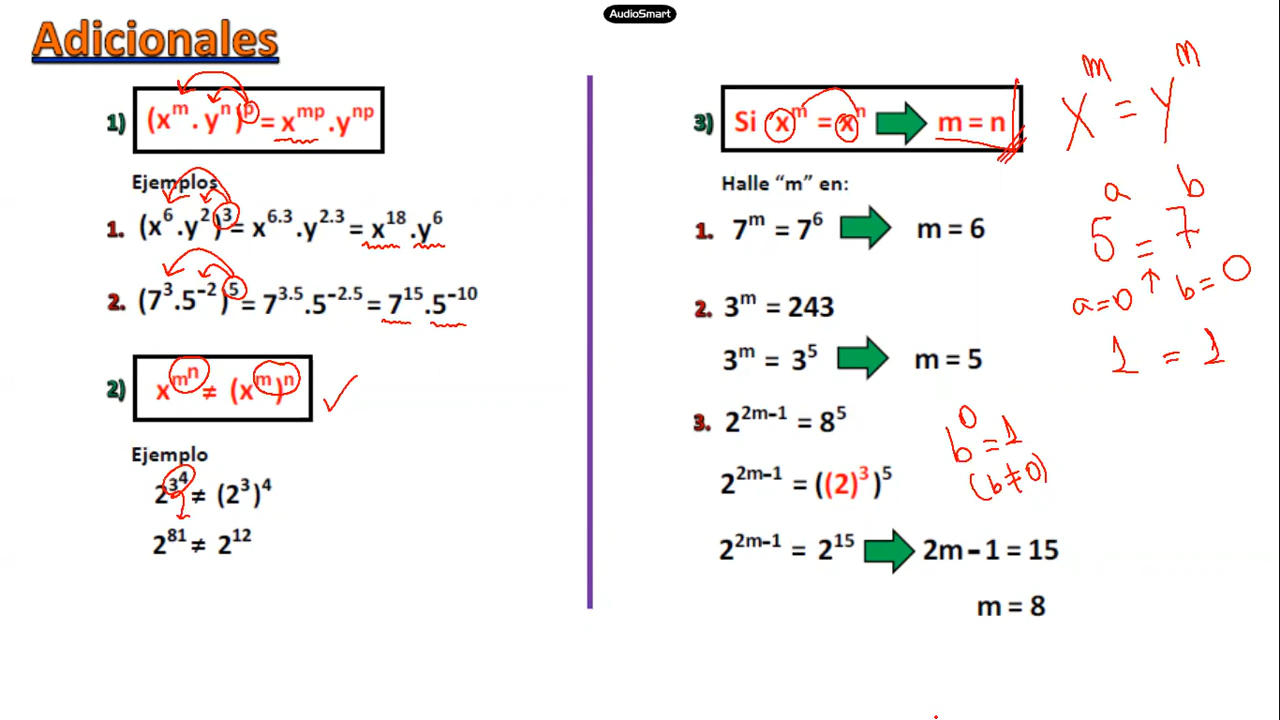 AudioSmart
Adicionales
1) (x^m . y^n)^p = x^mp . y^np
Ejemplos
1. (x^6 . y^2)^3 = x^6.3 . y^2.3 = x^18 . y^6
2. (7^3 . 5^−2)^5 = 7^3.5 . 5^−2.5 = 7^15 . 5^−10
2) x^m^n ≠ (x^m)^n
Ejemplo
2^3^4 ≠ (2^3)^4
2^81 ≠ 2^12
3) Si x^m = x^n m = n
Halle “m” en:
1. 7^m = 7^6 m = 6
2. 3^m = 243
3^m = 3^5 m = 5
3. 2^2m−1 = 8^5
2^2m−1 = ((2)^3)^5
2^2m−1 = 2^15 2m − 1 = 15
m = 8
x^m = y^m
5^a = 7^b
a=0 b=0
1 = 1
b^0 = 1
(b≠0)